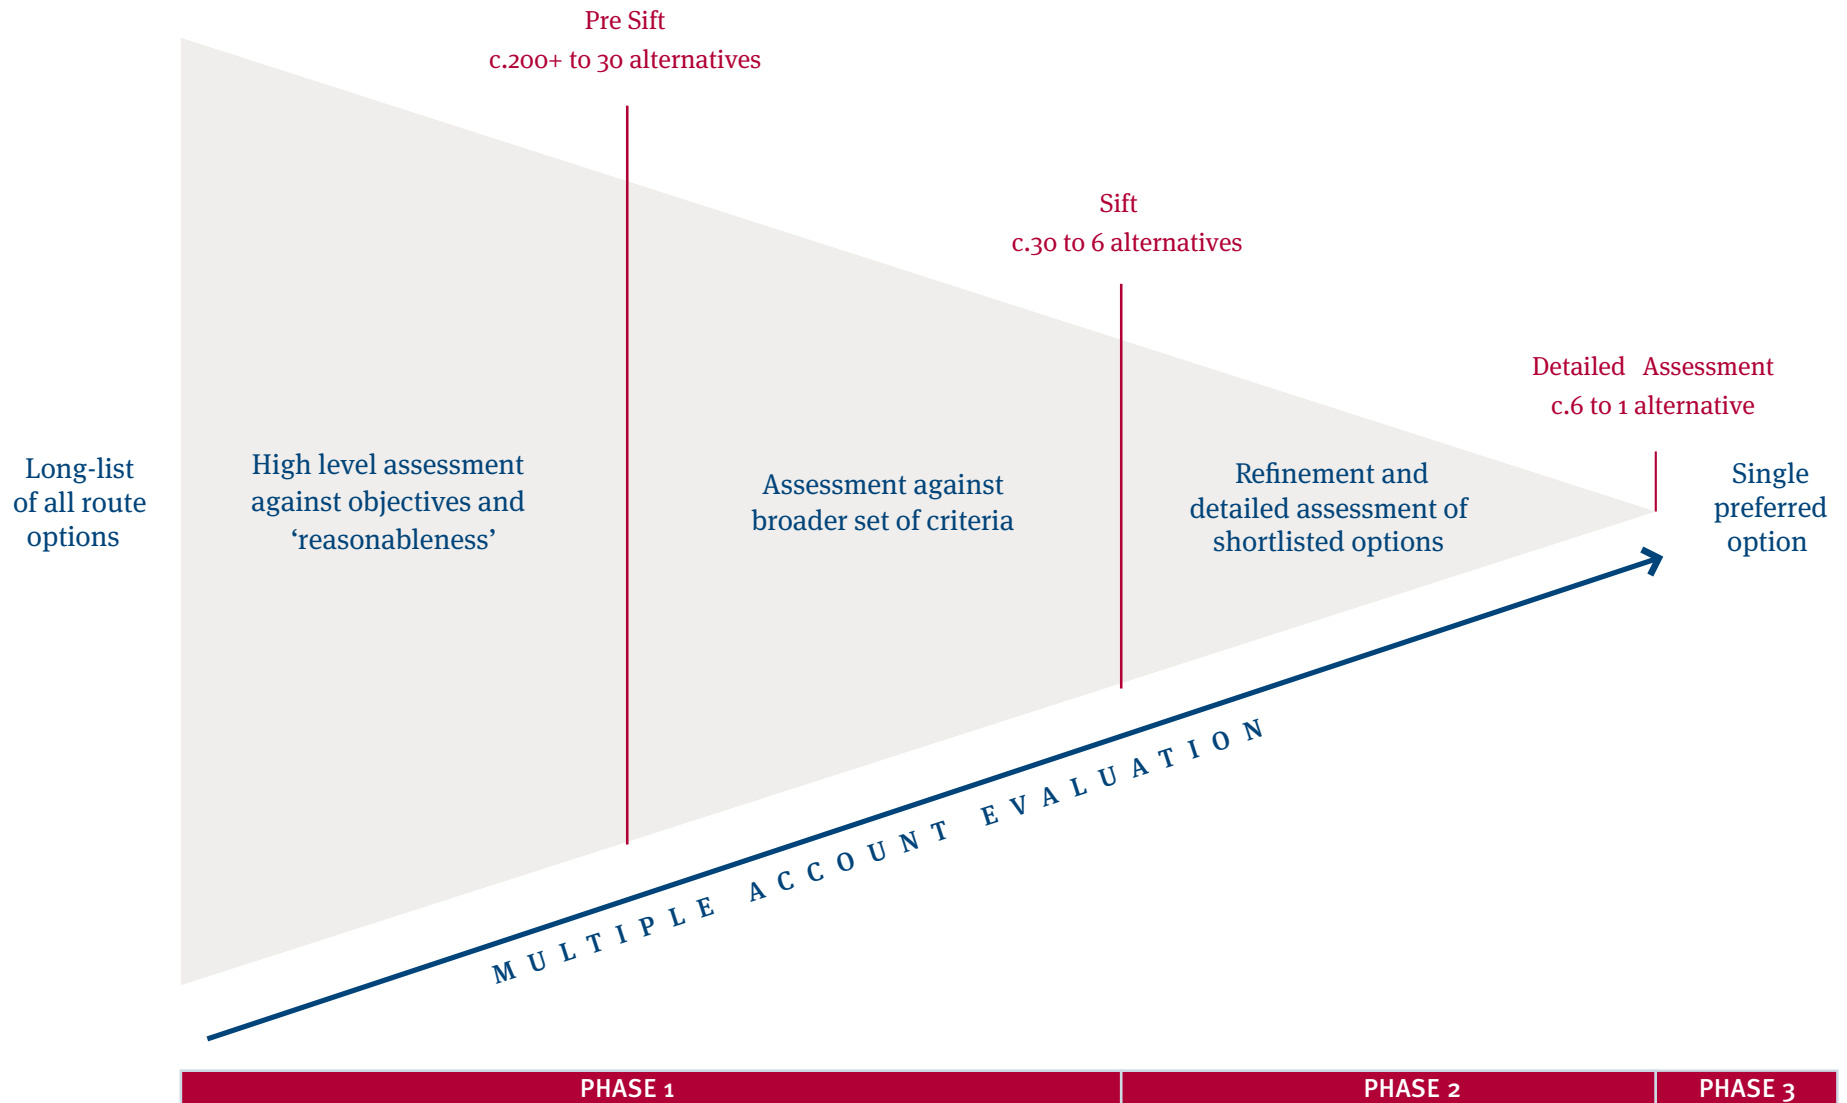 Pre Sift
c.200+ to 30 alternatives
Sift
c.30 to 6 alternatives
Detailed Assessment
c.6 to 1 alternative
Long-list
of all route
options
High level assessment
against objectives and
‘reasonableness’
Assessment against
broader set of criteria
Refinement and
detailed assessment of
shortlisted options
Single
preferred
option
MULTIPLE ACCOUNT EVALUATION
PHASE 1
PHASE 2
PHASE 3